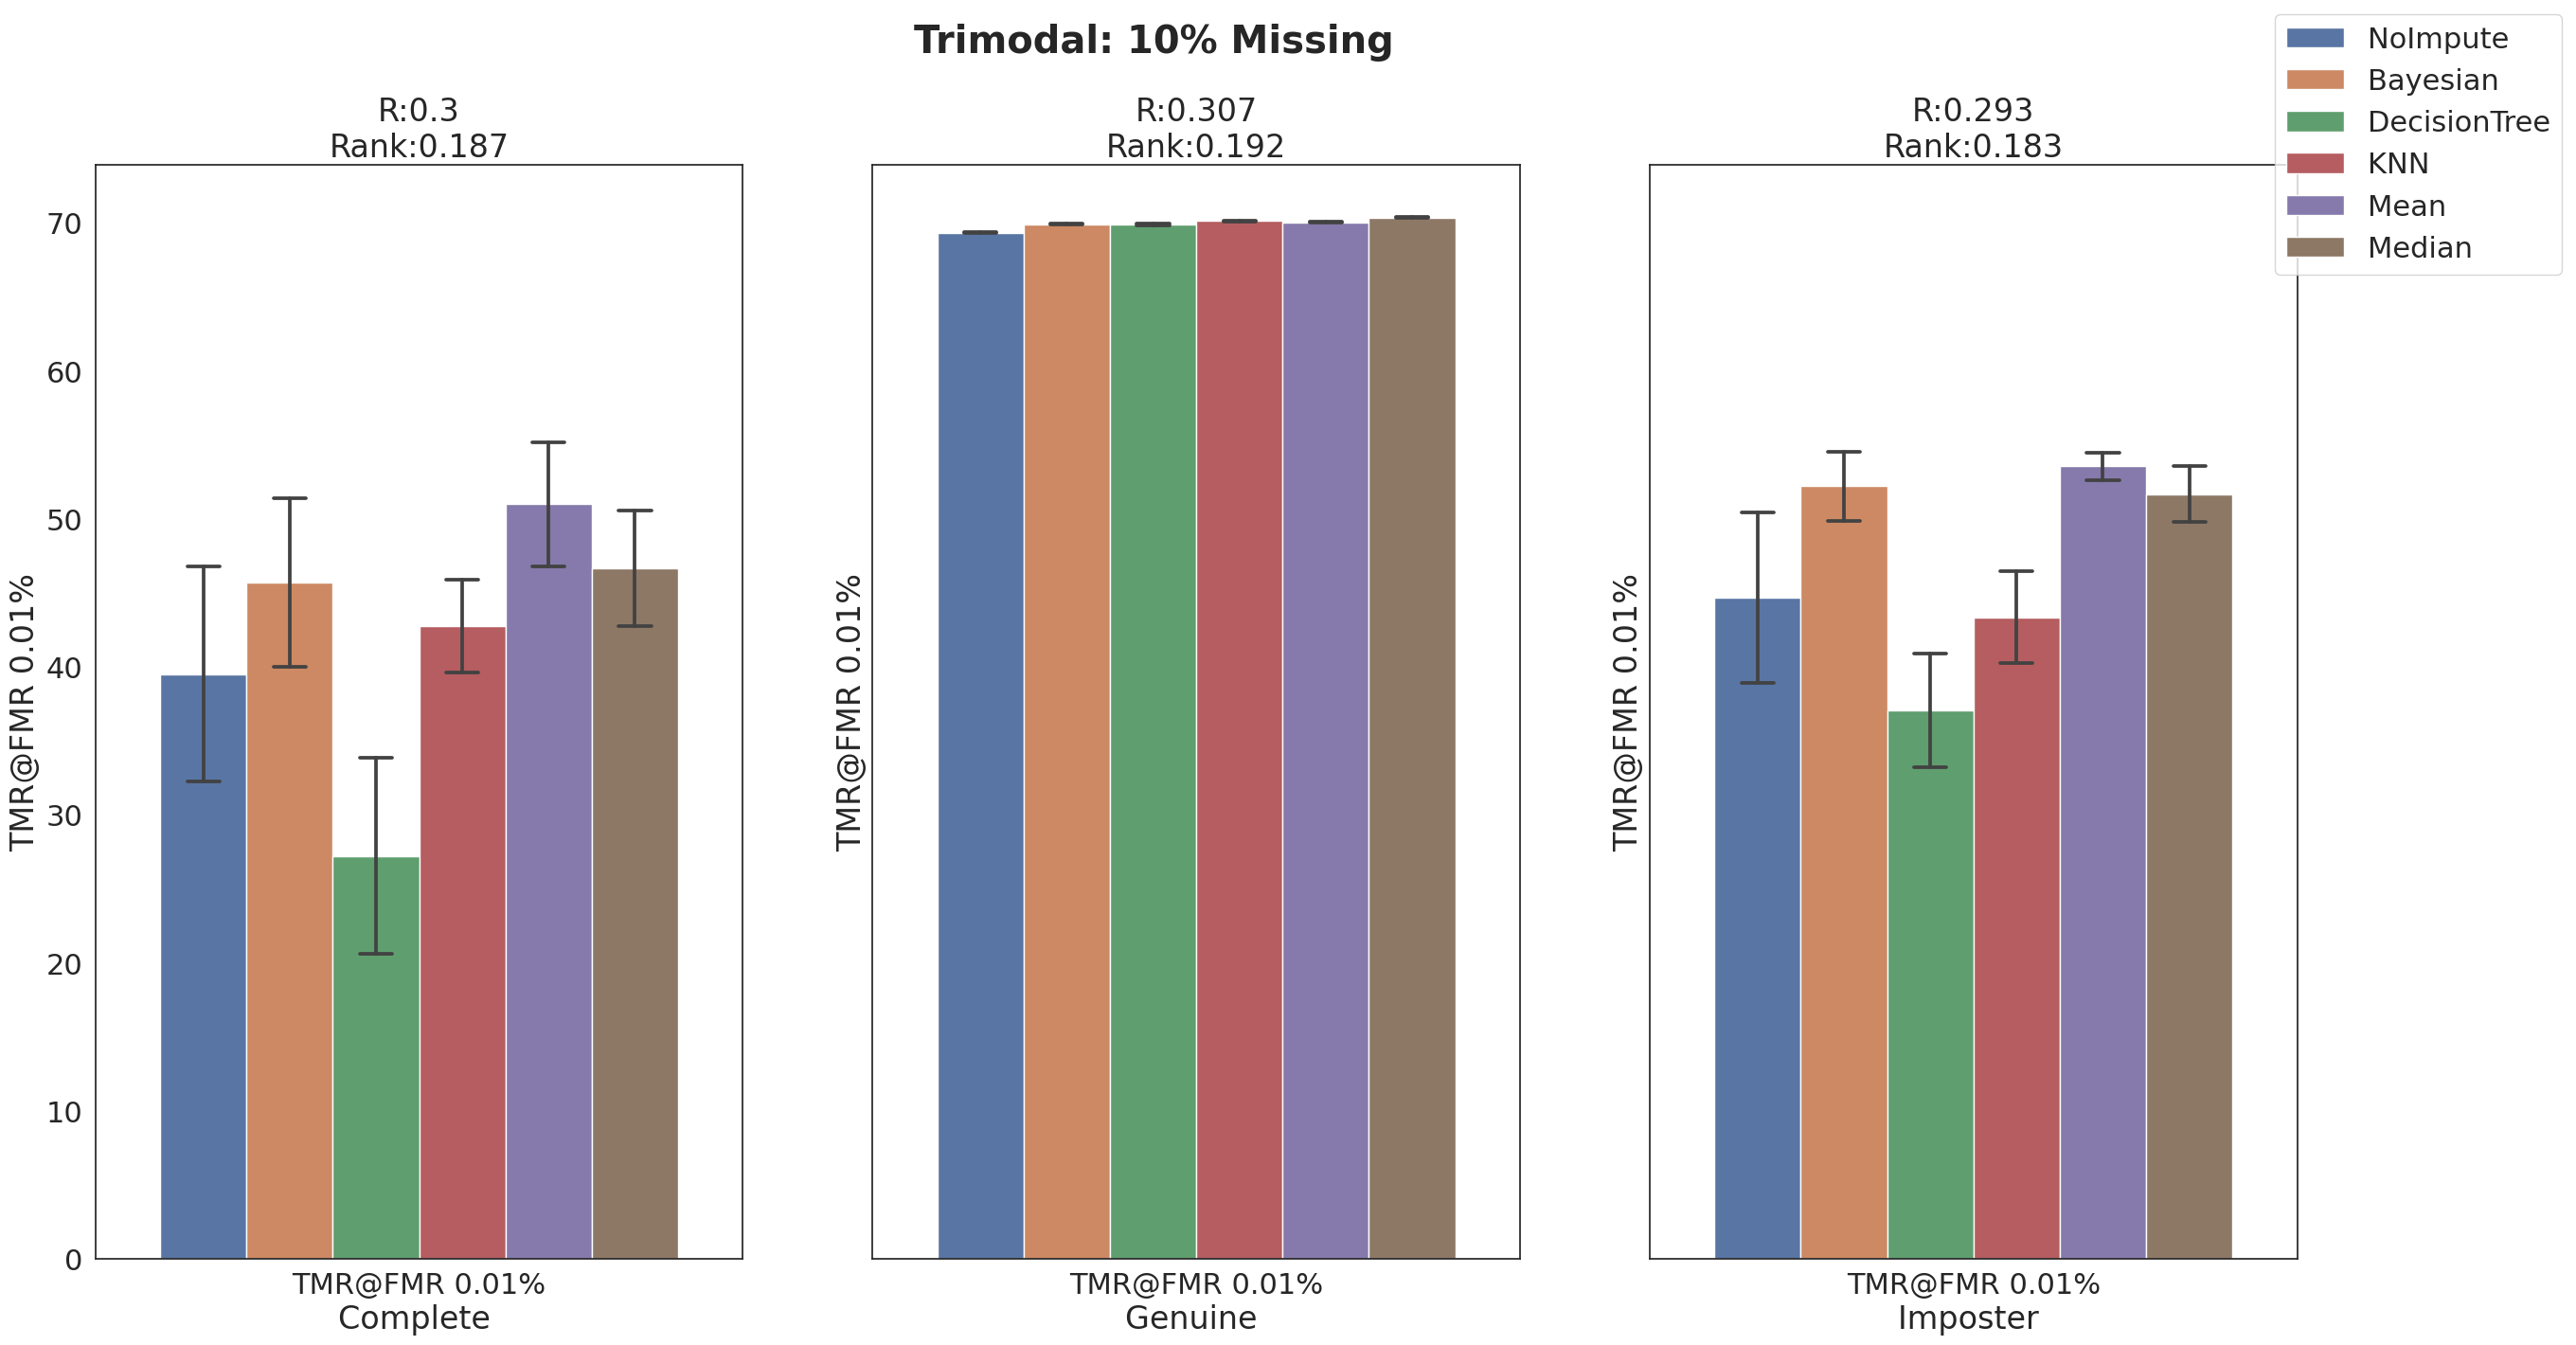 Trimodal: 10% Missing
NoImpute
Bayesian
DecisionTree
KNN
Mean
Median
R:0.3
Rank:0.187
R:0.307
Rank:0.192
R:0.293
Rank:0.183
70
60
50
40
30
20
10
0
TMR@FMR 0.01%
TMR@FMR 0.01%
TMR@FMR 0.01%
TMR@FMR 0.01%
Complete
TMR@FMR 0.01%
Genuine
TMR@FMR 0.01%
Imposter